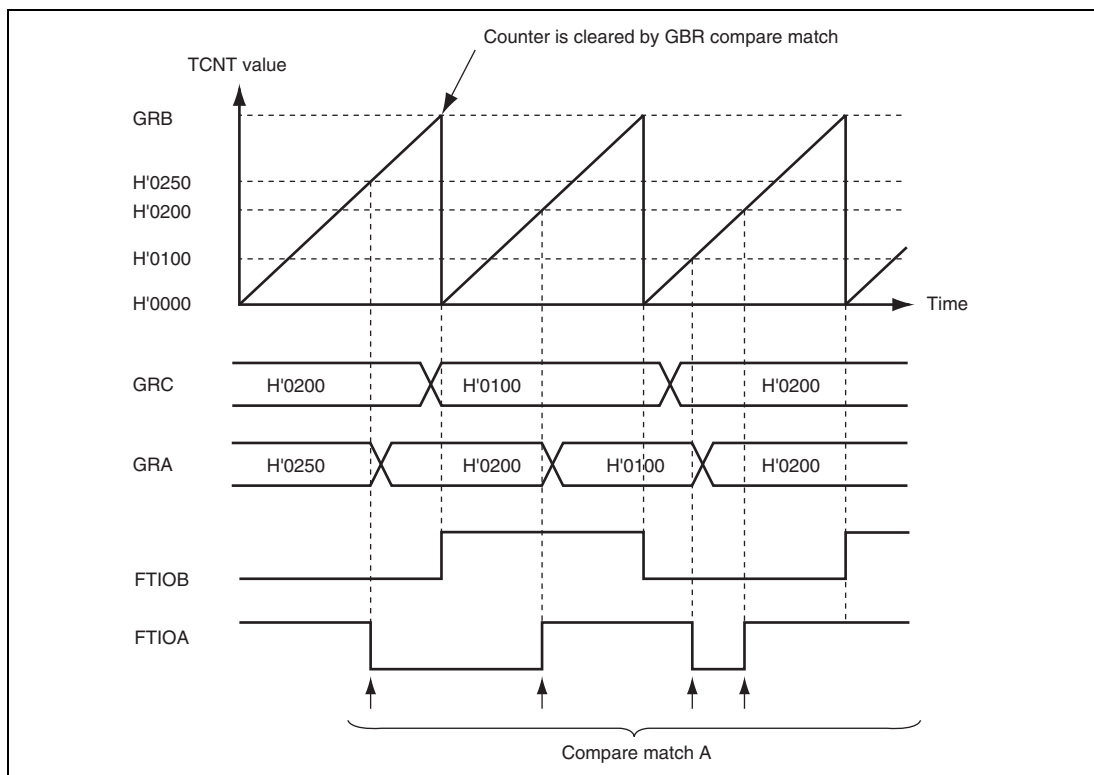 Counter is cleared by GBR compare match
TCNT value
GRB
H'0250
H'0200
H'0100
H'0000
Time
GRC H'0200 H'0100 H'0200
GRA H'0250 H'0200 H'0100 H'0200
FTIOB
FTIOA
Compare match A